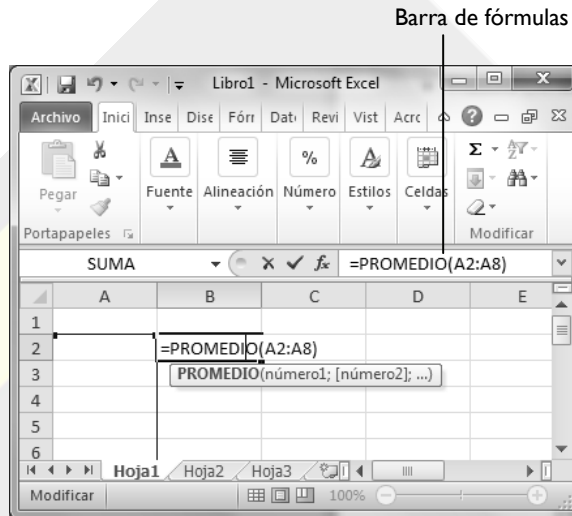 Barra de fórmulas
Libro1 - Microsoft Excel
Archivo Inici Inse Dise Fórr Dat Revi Vist Acrc
Pegar Fuente Alineación Número Estilos Celdas
Portapapeles Modificar
SUMA fx =PROMEDIO(A2:A8)
A B C D E
1
2 =PROMEDIO(A2:A8)
3 PROMEDIO(número1; [número2]; ...)
4
5
6
Hoja1 Hoja2 Hoja3
Modificar 100%